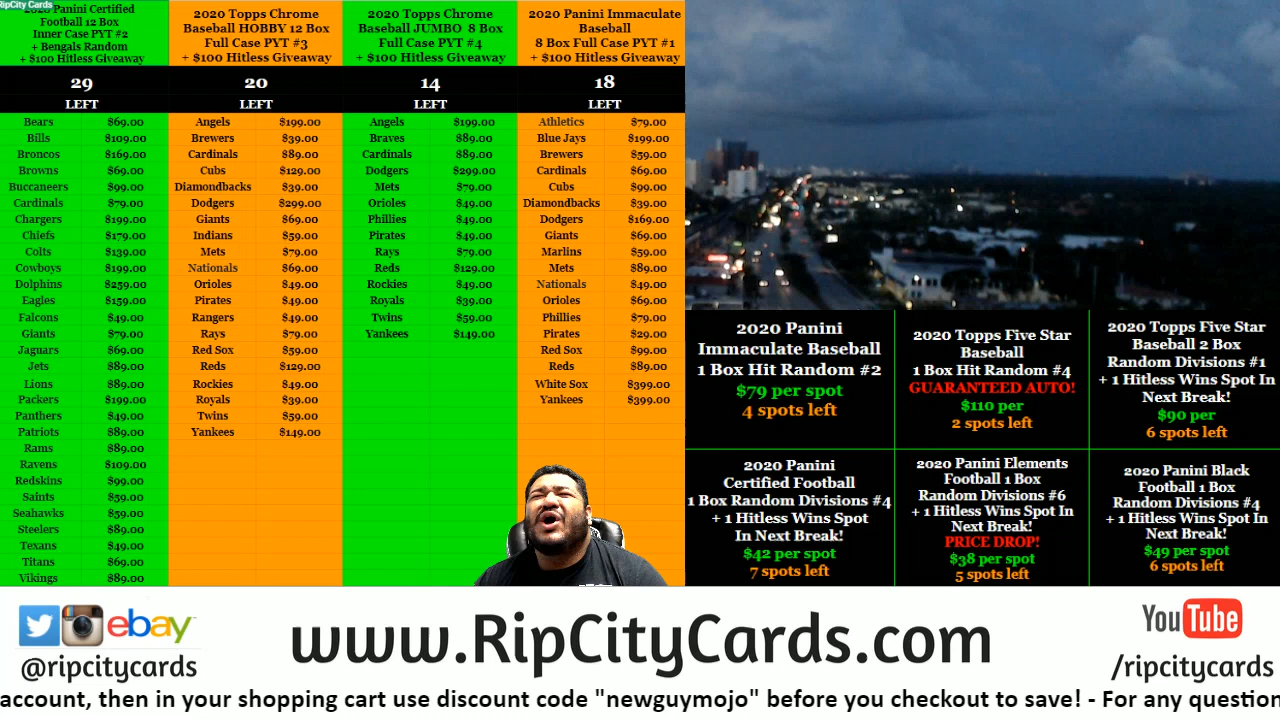 RipCity Cards
2020 Panini Certified
Football 12 Box
Inner Case PYT #2
+ Bengals Random
+ $100 Hitless Giveaway
29
LEFT
Bears $69.00
Bills $109.00
Broncos $169.00
Browns $69.00
Buccaneers $99.00
Cardinals $79.00
Chargers $199.00
Chiefs $179.00
Colts $139.00
Cowboys $199.00
Dolphins $259.00
Eagles $159.00
Falcons $49.00
Giants $79.00
Jaguars $69.00
Jets $89.00
Lions $89.00
Packers $199.00
Panthers $49.00
Patriots $89.00
Rams $89.00
Ravens $109.00
Redskins $99.00
Saints $59.00
Seahawks $59.00
Steelers $89.00
Texans $49.00
Titans $69.00
Vikings $89.00
2020 Topps Chrome
Baseball HOBBY 12 Box
Full Case PYT #3
+ $100 Hitless Giveaway
20
LEFT
Angels $199.00
Brewers $39.00
Cardinals $89.00
Cubs $129.00
Diamondbacks $39.00
Dodgers $299.00
Giants $69.00
Indians $59.00
Mets $79.00
Nationals $69.00
Orioles $49.00
Pirates $49.00
Rangers $49.00
Rays $79.00
Red Sox $59.00
Reds $129.00
Rockies $49.00
Royals $39.00
Twins $59.00
Yankees $149.00
2020 Topps Chrome
Baseball JUMBO 8 Box
Full Case PYT #4
+ $100 Hitless Giveaway
14
LEFT
Angels $199.00
Braves $89.00
Cardinals $89.00
Dodgers $299.00
Mets $79.00
Orioles $49.00
Phillies $49.00
Pirates $49.00
Rays $79.00
Reds $129.00
Rockies $49.00
Royals $39.00
Twins $59.00
Yankees $149.00
2020 Panini Immaculate
Baseball
8 Box Full Case PYT #1
+ $100 Hitless Giveaway
18
LEFT
Athletics $79.00
Blue Jays $199.00
Brewers $59.00
Cardinals $69.00
Cubs $99.00
Diamondbacks $39.00
Dodgers $169.00
Giants $69.00
Marlins $59.00
Mets $89.00
Nationals $49.00
Orioles $69.00
Phillies $79.00
Pirates $29.00
Red Sox $99.00
Reds $89.00
White Sox $399.00
Yankees $399.00
2020 Panini
Immaculate Baseball
1 Box Hit Random #2
$79 per spot
4 spots left
2020 Topps Five Star
Baseball
1 Box Hit Random #4
GUARANTEED AUTO!
$110 per
2 spots left
2020 Topps Five Star
Baseball 2 Box
Random Divisions #1
+ 1 Hitless Wins Spot In
Next Break!
$90 per
6 spots left
2020 Panini
Certified Football
1 Box Random Divisions #4
+ 1 Hitless Wins Spot
In Next Break!
$42 per spot
7 spots left
2020 Panini Elements
Football 1 Box
Random Divisions #6
+ 1 Hitless Wins Spot In
Next Break!
PRICE DROP!
$38 per spot
5 spots left
2020 Panini Black
Football 1 Box
Random Divisions #4
+ 1 Hitless Wins Spot In
Next Break!
$49 per spot
6 spots left
ebay
@ripcitycards
www.RipCityCards.com
YouTube
/ripcitycards
account, then in your shopping cart use discount code "newguymojo" before you checkout to save! - For any question